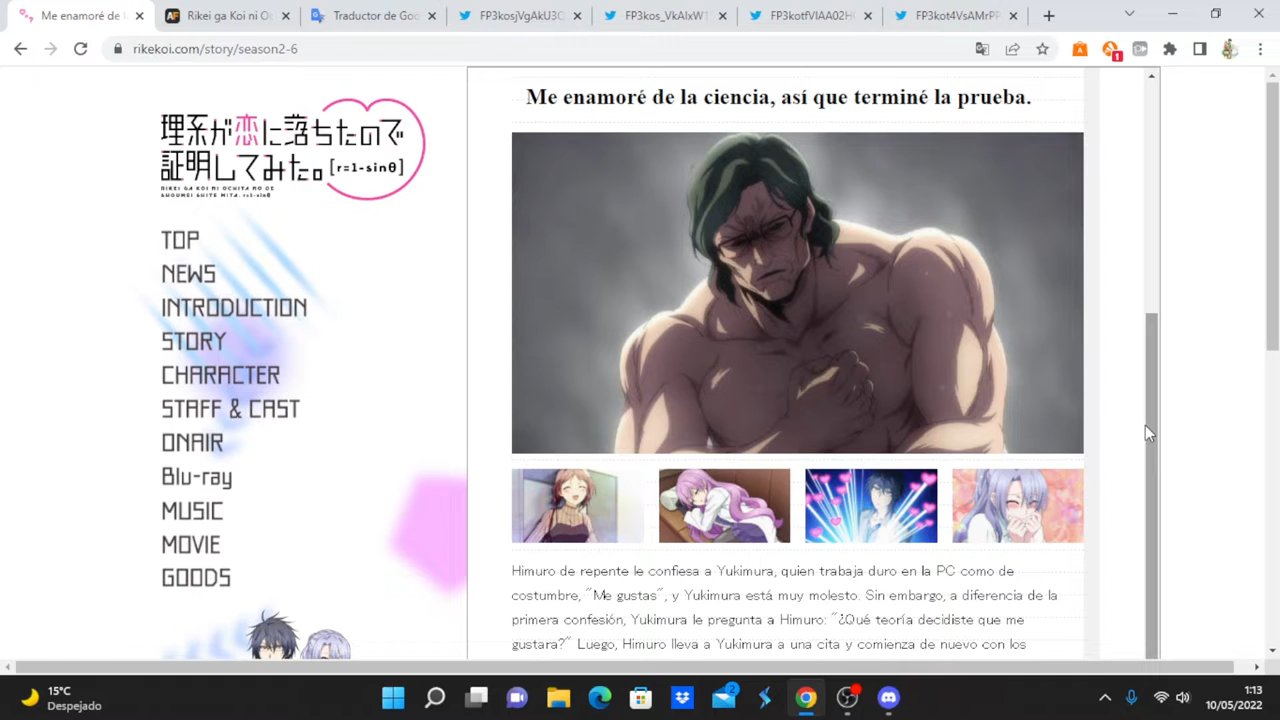 Me enamoré de l
Rikei ga Koi ni O
Traductor de Goo
FP3kosjVgAkU3O
FP3kos_VkAIxW1
FP3kotfVIAA02H
FP3kot4VsAMrPP
rikekoi.com/story/season2-6
1
理系が恋に落ちたので
証明してみた。[r=1-sinθ]
RIKEI GA KOI NI OCHITA NO DE
SHOUMEI SHITE MITA. r=1-sinθ
TOP
NEWS
INTRODUCTION
STORY
CHARACTER
STAFF & CAST
ONAIR
Blu-ray
MUSIC
MOVIE
GOODS
Me enamoré de la ciencia, así que terminé la prueba.
Himuro de repente le confiesa a Yukimura, quien trabaja duro en la PC como de
costumbre, "Me gustas", y Yukimura está muy molesto. Sin embargo, a diferencia de la
primera confesión, Yukimura le pregunta a Himuro: "¿Qué teoría decidiste que me
gustara?" Luego, Himuro lleva a Yukimura a una cita y comienza de nuevo con los
15°C
Despejado
2
1:13
10/05/2022